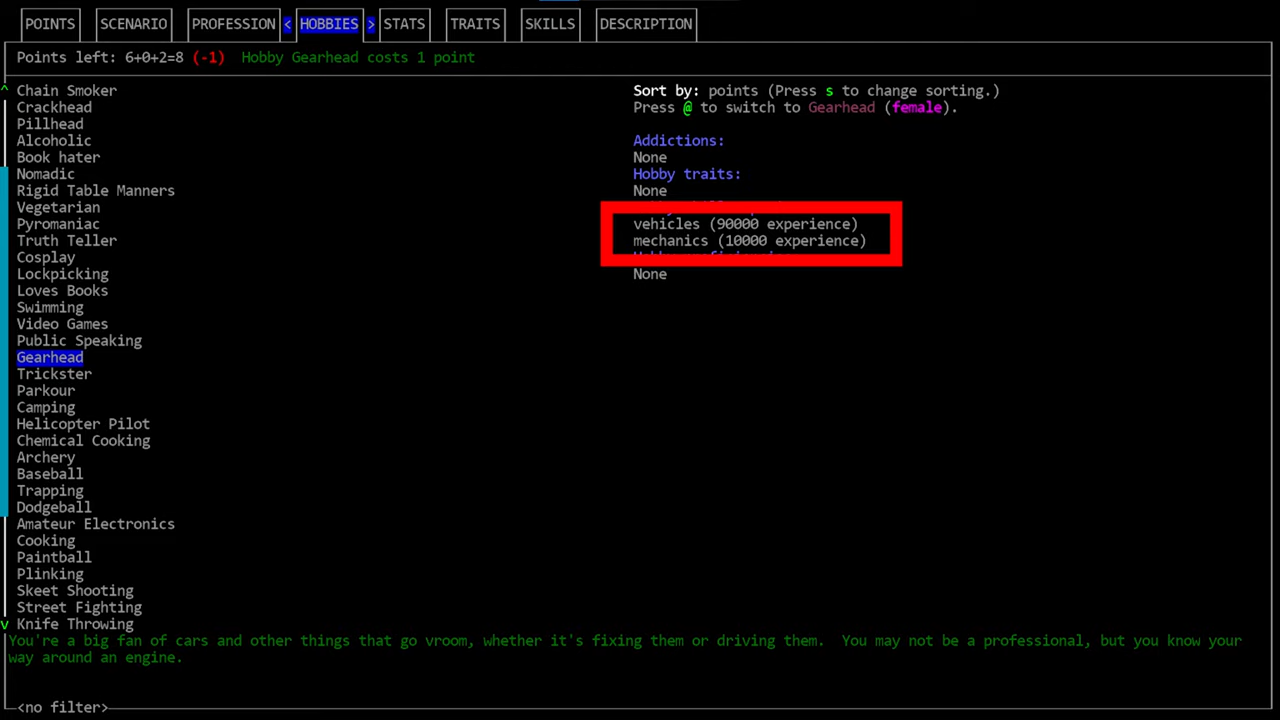 POINTS SCENARIO PROFESSION < HOBBIES > STATS TRAITS SKILLS DESCRIPTION
Points left: 6+0+2=8 (-1) Hobby Gearhead costs 1 point
^ Chain Smoker
Crackhead
Pillhead
Alcoholic
Book hater
Nomadic
Rigid Table Manners
Vegetarian
Pyromaniac
Truth Teller
Cosplay
Lockpicking
Loves Books
Swimming
Video Games
Public Speaking
Gearhead
Trickster
Parkour
Camping
Helicopter Pilot
Chemical Cooking
Archery
Baseball
Trapping
Dodgeball
Amateur Electronics
Cooking
Paintball
Plinking
Skeet Shooting
Street Fighting
v Knife Throwing
Sort by: points (Press s to change sorting.)
Press @ to switch to Gearhead (female).
Addictions:
None
Hobby traits:
None
vehicles (90000 experience)
mechanics (10000 experience)
None
You're a big fan of cars and other things that go vroom, whether it's fixing them or driving them.  You may not be a professional, but you know your
way around an engine.
<no filter>